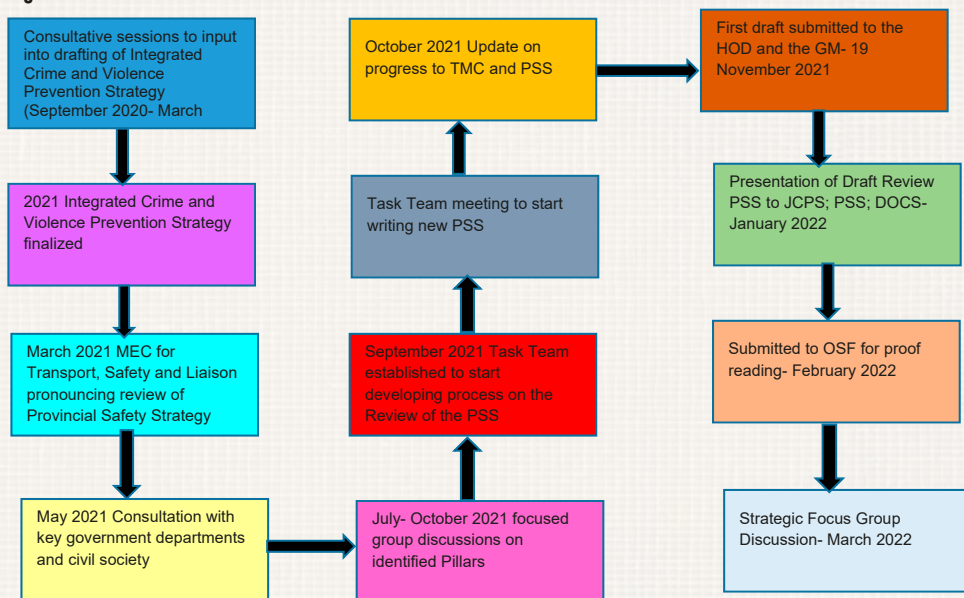 Consultative sessions to input
into drafting of Integrated
Crime and Violence
Prevention Strategy
(September 2020- March
2021 Integrated Crime and
Violence Prevention Strategy
finalized
March 2021 MEC for
Transport, Safety and Liaison
pronouncing review of
Provincial Safety Strategy
May 2021 Consultation with
key government departments
and civil society
July- October 2021 focused
group discussions on
identified Pillars
September 2021 Task Team
established to start
developing process on the
Review of the PSS
Task Team meeting to start
writing new PSS
October 2021 Update on
progress to TMC and PSS
First draft submitted to the
HOD and the GM- 19
November 2021
Presentation of Draft Review
PSS to JCPS; PSS; DOCS-
January 2022
Submitted to OSF for proof
reading- February 2022
Strategic Focus Group
Discussion- March 2022